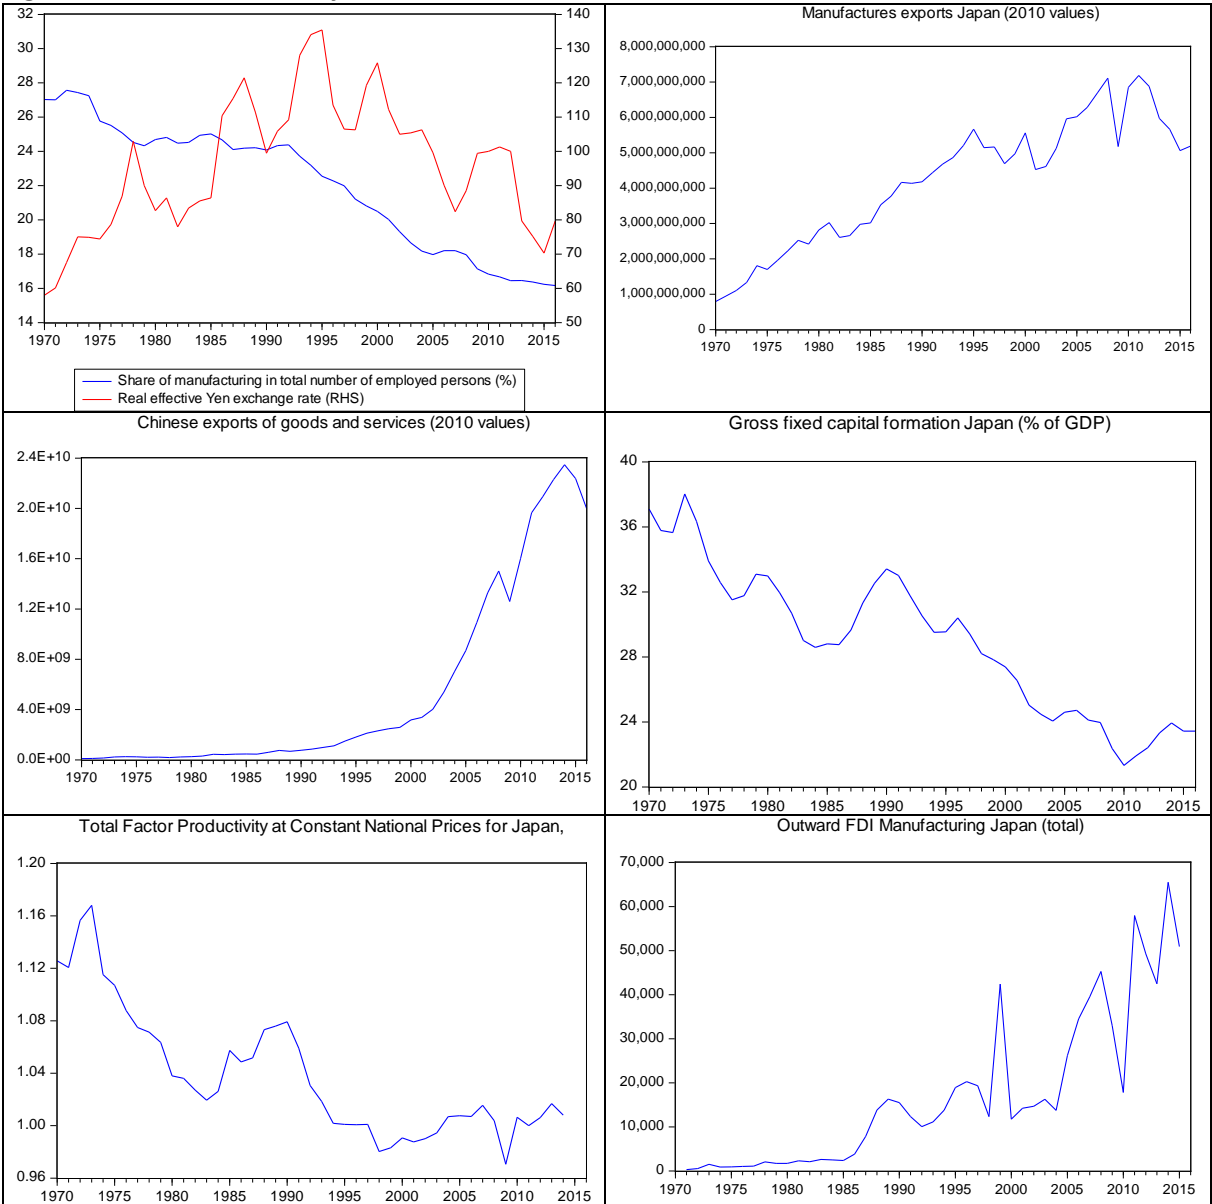 32
30
28
26
24
22
20
18
16
14
140
130
120
110
100
90
80
70
60
50
1970 1975 1980 1985 1990 1995 2000 2005 2010 2015
Share of manufacturing in total number of employed persons (%)
Real effective Yen exchange rate (RHS)
Manufactures exports Japan (2010 values)
8,000,000,000
7,000,000,000
6,000,000,000
5,000,000,000
4,000,000,000
3,000,000,000
2,000,000,000
1,000,000,000
0
1970 1975 1980 1985 1990 1995 2000 2005 2010 2015
Chinese exports of goods and services (2010 values)
2.4E+10
2.0E+10
1.6E+10
1.2E+10
8.0E+09
4.0E+09
0.0E+00
1970 1975 1980 1985 1990 1995 2000 2005 2010 2015
Gross fixed capital formation Japan (% of GDP)
40
36
32
28
24
20
1970 1975 1980 1985 1990 1995 2000 2005 2010 2015
Total Factor Productivity at Constant National Prices for Japan,
1.20
1.16
1.12
1.08
1.04
1.00
0.96
1970 1975 1980 1985 1990 1995 2000 2005 2010 2015
Outward FDI Manufacturing Japan (total)
70,000
60,000
50,000
40,000
30,000
20,000
10,000
0
1970 1975 1980 1985 1990 1995 2000 2005 2010 2015